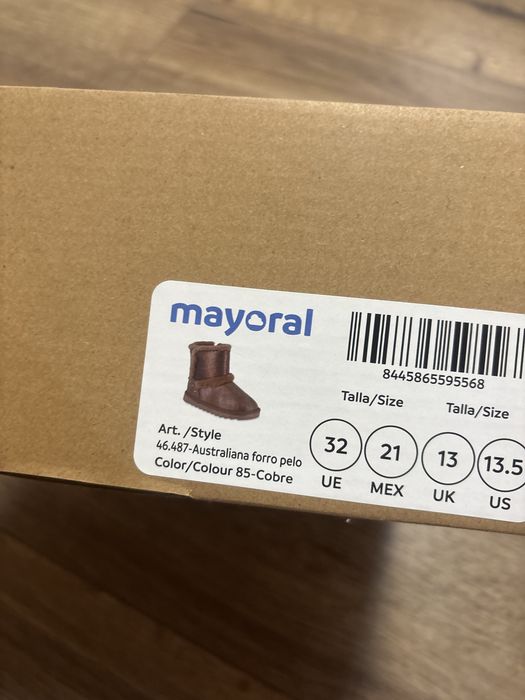 mayoral
8445865595568
Talla/Size
Talla/Size
Art. /Style
46.487-Australiana forro pelo
Color/Colour 85-Cobre
32
21
13
13.5
UE
MEX
UK
US